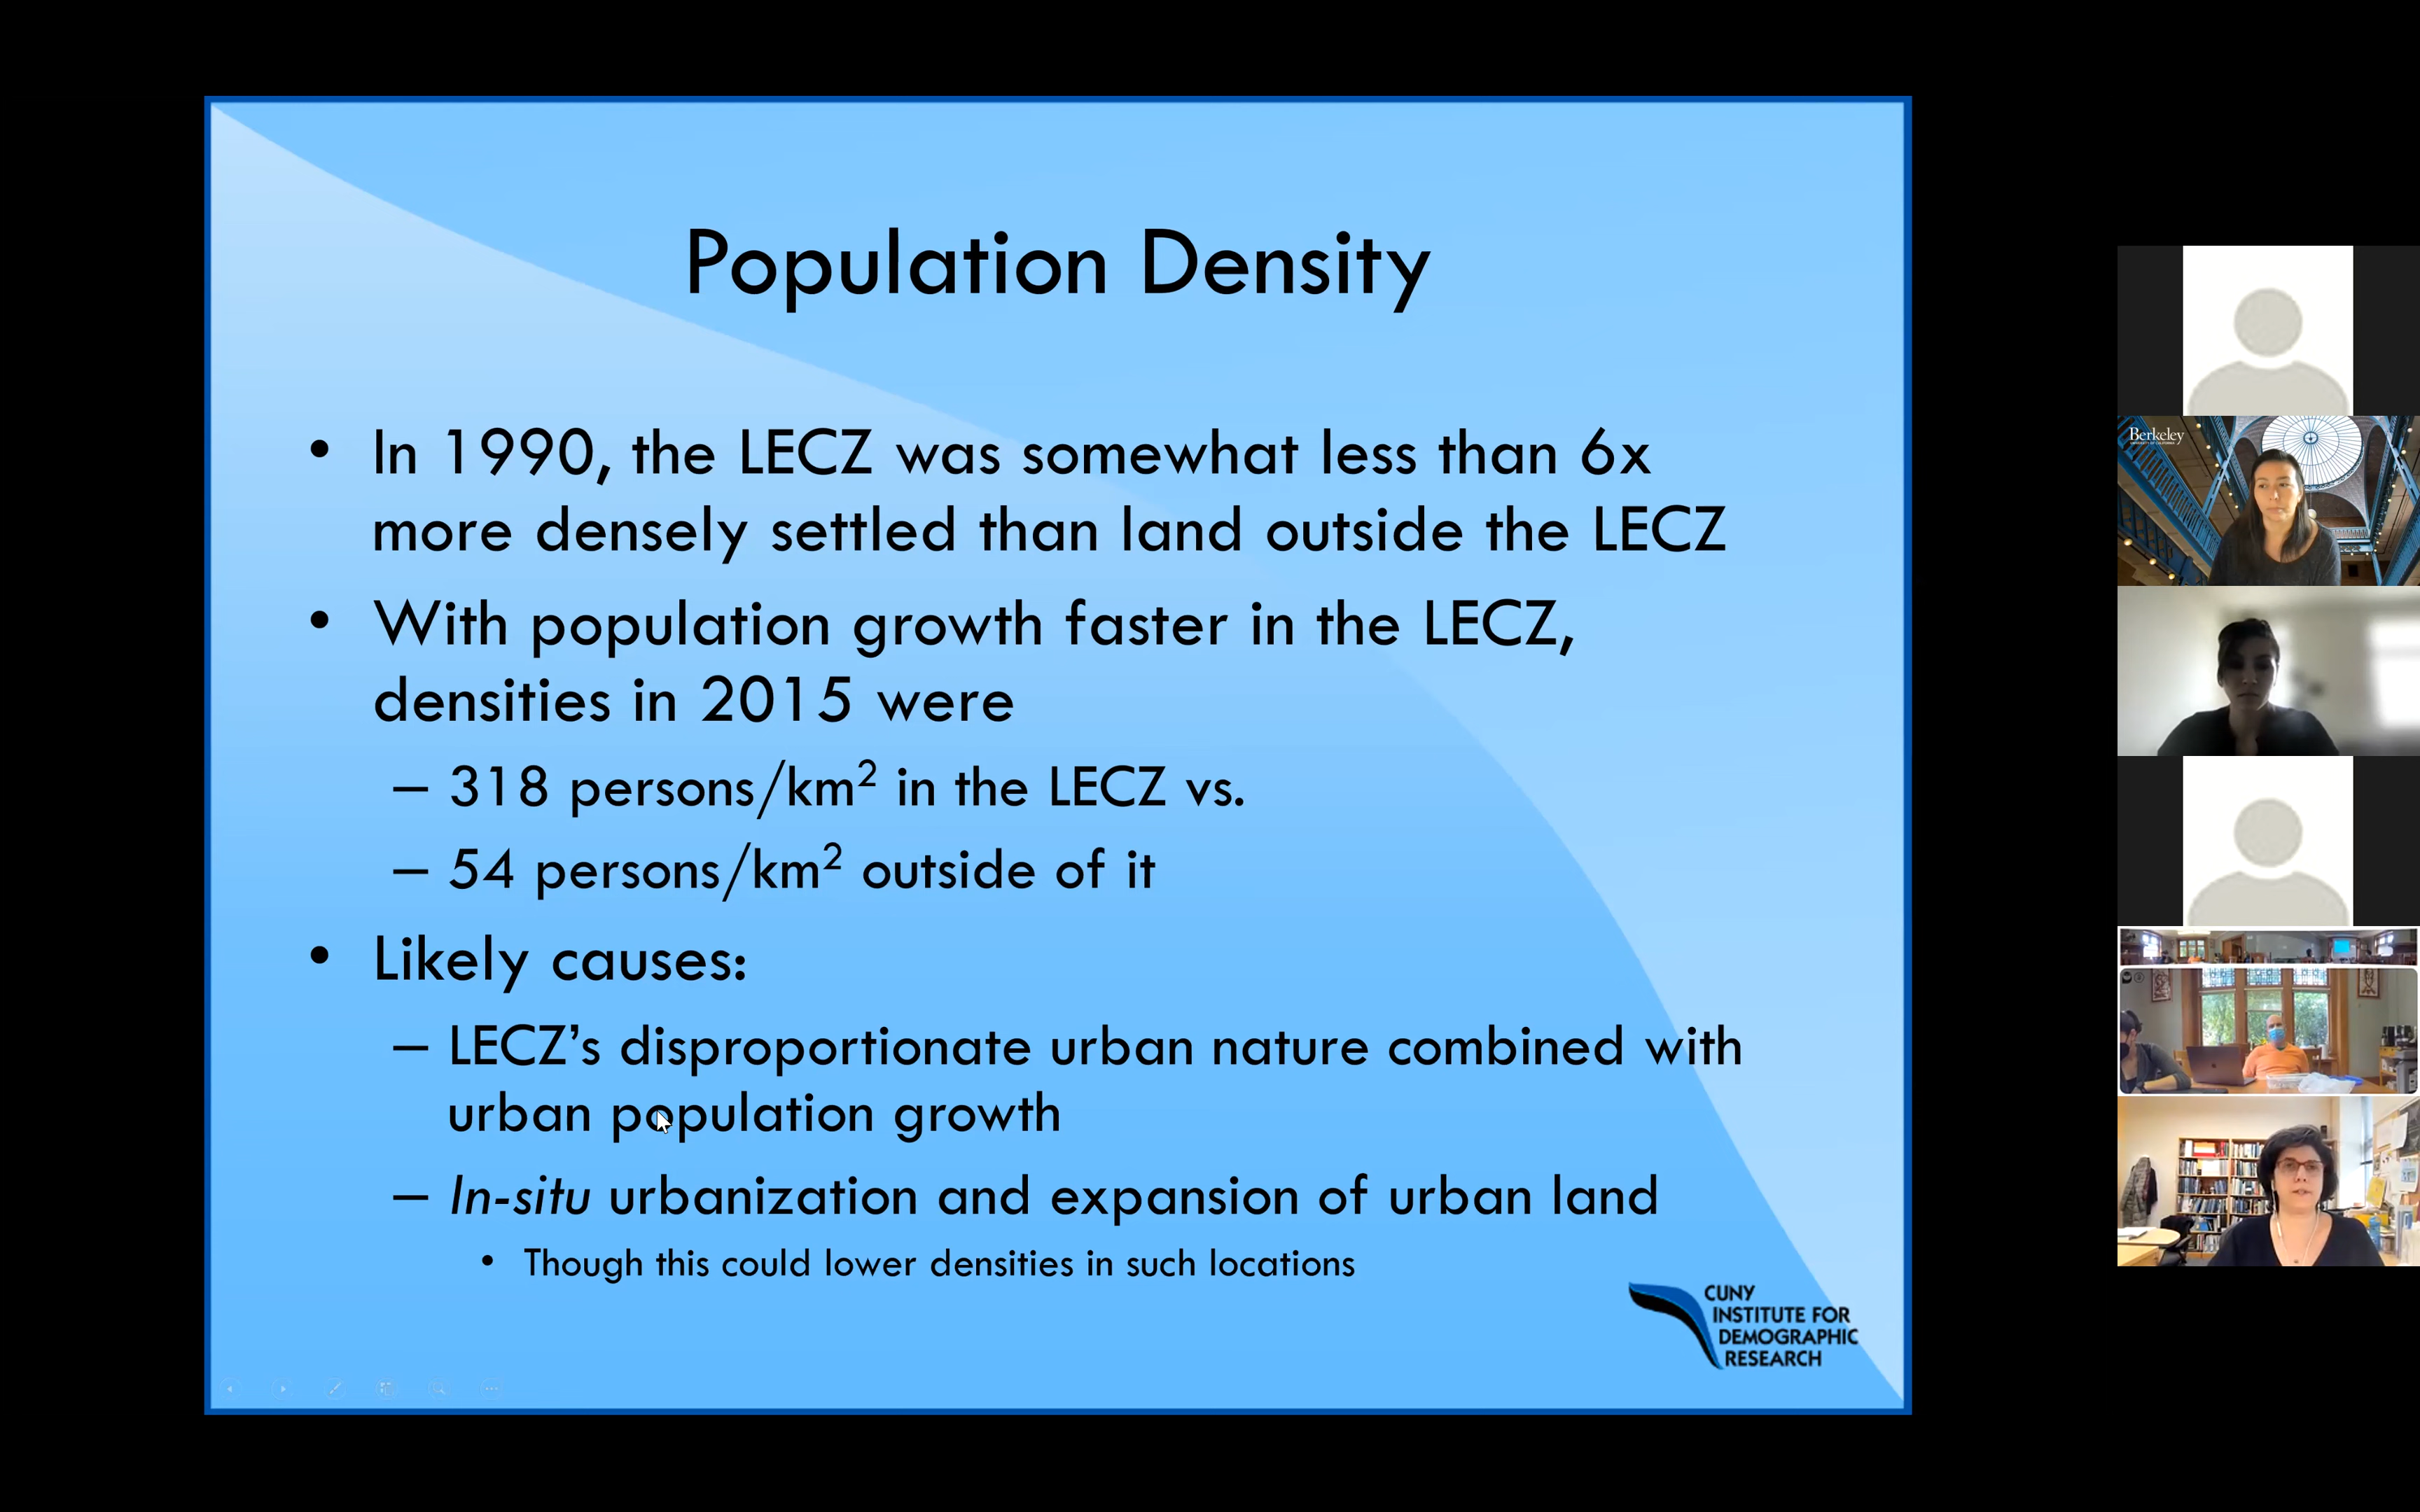 Population Density
• In 1990, the LECZ was somewhat less than 6x
more densely settled than land outside the LECZ
• With population growth faster in the LECZ,
densities in 2015 were
– 318 persons/km² in the LECZ vs.
– 54 persons/km² outside of it
• Likely causes:
– LECZ’s disproportionate urban nature combined with
urban population growth
– In-situ urbanization and expansion of urban land
• Though this could lower densities in such locations
CUNY
INSTITUTE FOR
DEMOGRAPHIC
RESEARCH
Berkeley